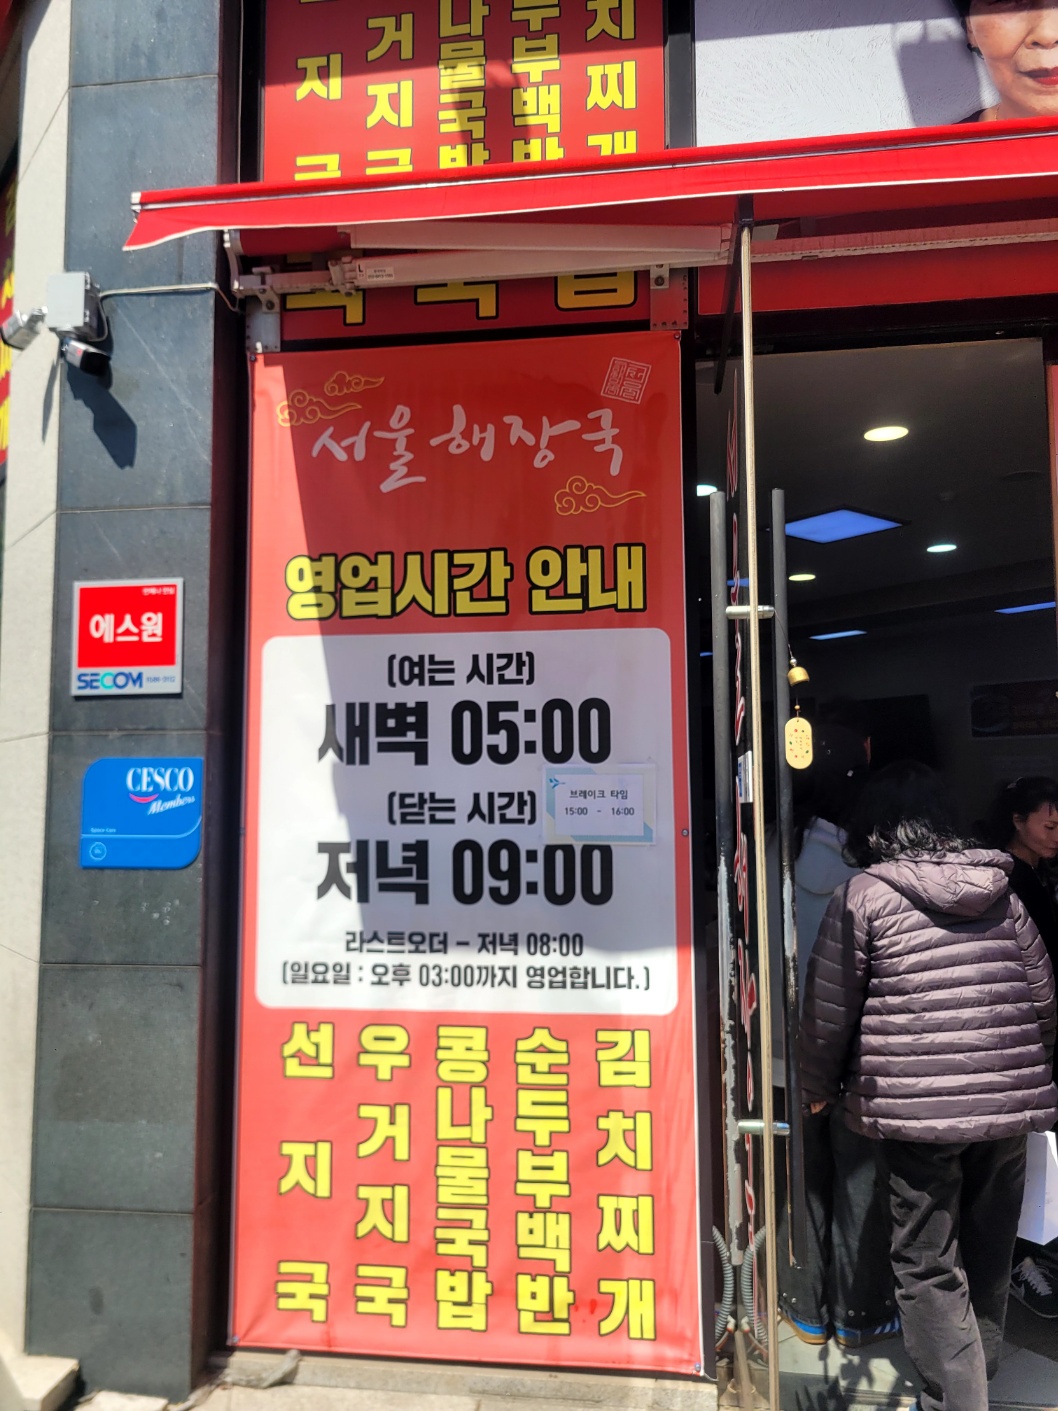 지 국
거 지 국
나 물 국 밥
두 부 백 반
치 찌 개
서울 해장국
영업시간 안내
(여는 시간)
새벽 05:00
(닫는 시간)
브레이크 타임
15:00 - 16:00
저녁 09:00
라스트오더 - 저녁 08:00
(일요일 : 오후 03:00까지 영업합니다.)
선지국
우거지국
콩나물국밥
순두부백반
김치찌개
에스원
SECOM
CESCO
Members